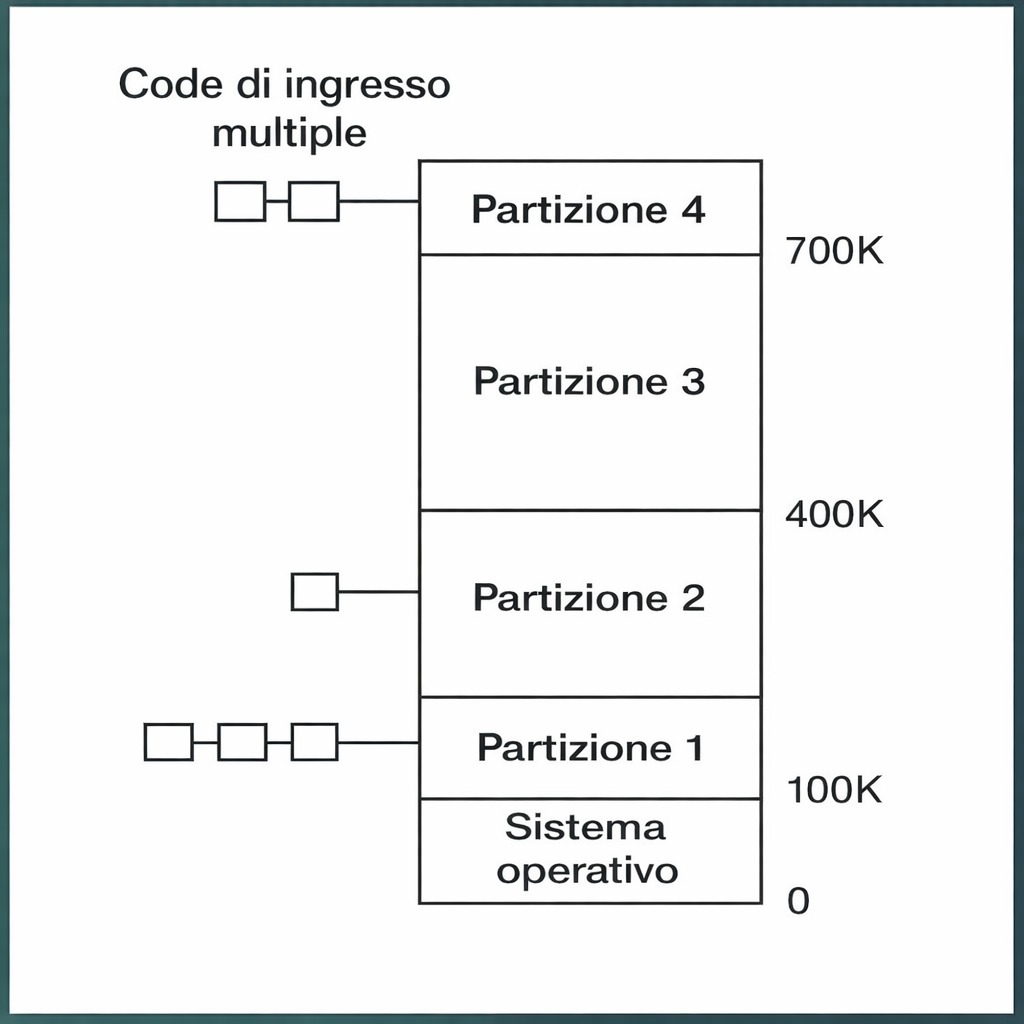 Code di ingresso
multiple
Partizione 4
700K
Partizione 3
400K
Partizione 2
Partizione 1
100K
Sistema
operativo
0